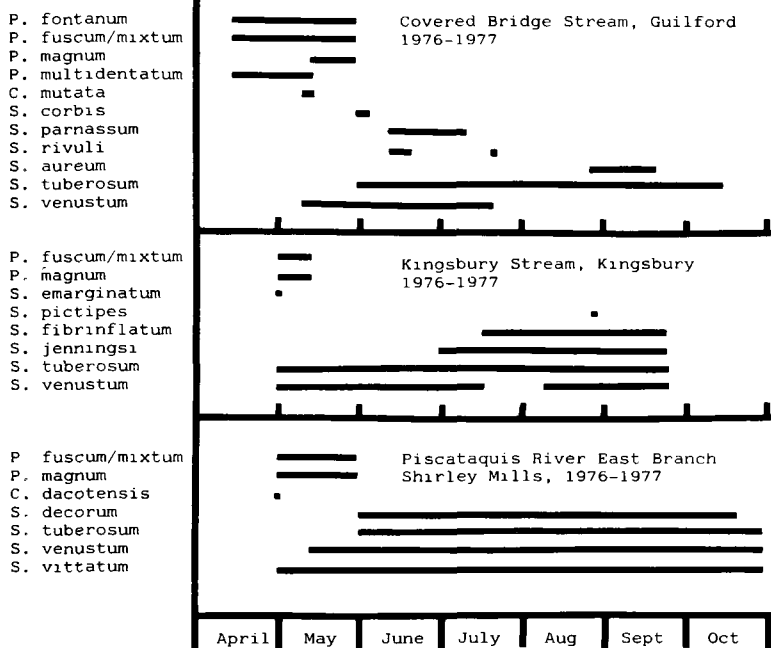 P. fontanum
P. fuscum/mixtum
P. magnum
P. multidentatum
C. mutata
S. corbis
S. parnassum
S. rivuli
S. aureum
S. tuberosum
S. venustum
Covered Bridge Stream, Guilford
1976-1977
P. fuscum/mixtum
P. magnum
S. emarginatum
S. pictipes
S. fibrinflatum
S. jenningsi
S. tuberosum
S. venustum
Kingsbury Stream, Kingsbury
1976-1977
P fuscum/mixtum
P. magnum
C. dacotensis
S. decorum
S. tuberosum
S. venustum
S. vittatum
Piscataquis River East Branch
Shirley Mills, 1976-1977
April May June July Aug Sept Oct